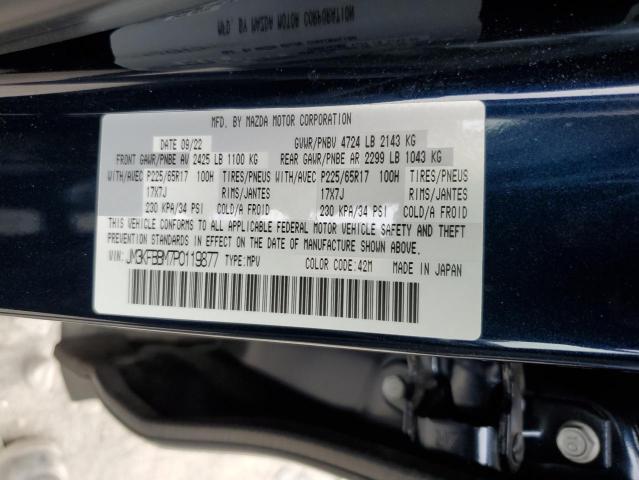 MFD. BY MAZDA MOTOR CORPORATION
DATE 09/22 GVWR/PNBV 4724 LB 2143 KG
FRONT GAWR/PNBE AV 2425 LB 1100 KG REAR GAWR/PNBE AR 2299 LB 1043 KG
WITH/AVEC P225/65R17 100H TIRES/PNEUS WITH/AVEC P225/65R17 100H TIRES/PNEUS
17X7J RIMS/JANTES 17X7J RIMS/JANTES
230 KPA/34 PSI COLD/A FROID 230 KPA/34 PSI COLD/A FROID
THIS VEHICLE CONFORMS TO ALL APPLICABLE FEDERAL MOTOR VEHICLE SAFETY, BUMPER,
AND THEFT PREVENTION STANDARDS IN EFFECT ON THE DATE OF MANUFACTURE SHOWN ABOVE.
VIN: JM3KFBBM7P0119877 TYPE:MPV COLOR CODE:42M MADE IN JAPAN